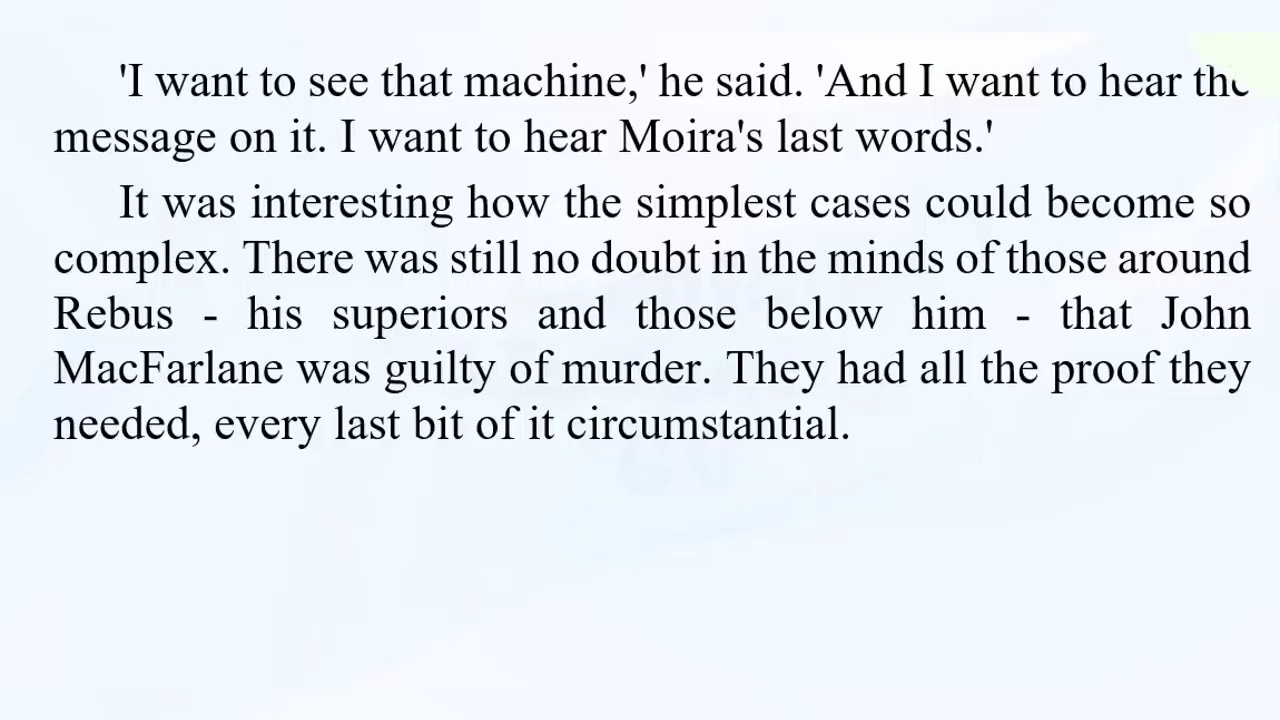 'I want to see that machine,' he said. 'And I want to hear the
message on it. I want to hear Moira's last words.'
It was interesting how the simplest cases could become so
complex. There was still no doubt in the minds of those around
Rebus - his superiors and those below him - that John
MacFarlane was guilty of murder. They had all the proof they
needed, every last bit of it circumstantial.